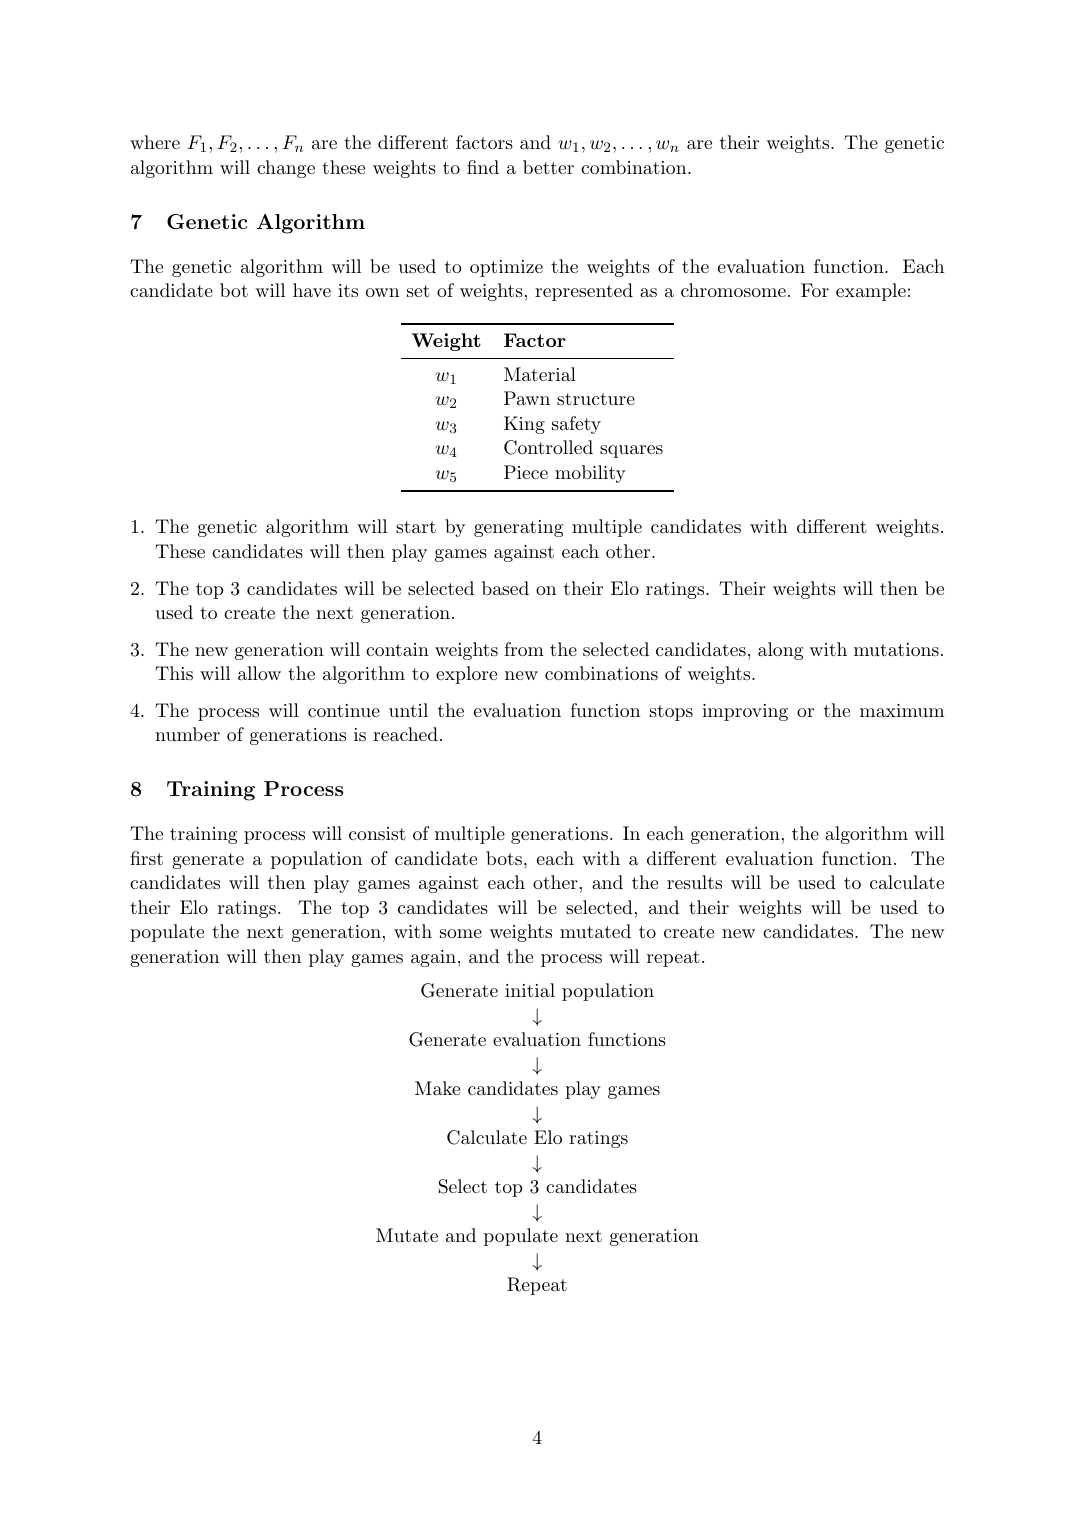 where F₁, F₂, . . . , Fₙ are the different factors and w₁, w₂, . . . , wₙ are their weights. The genetic
algorithm will change these weights to find a better combination.
7 Genetic Algorithm
The genetic algorithm will be used to optimize the weights of the evaluation function. Each
candidate bot will have its own set of weights, represented as a chromosome. For example:
Weight Factor
w₁ Material
w₂ Pawn structure
w₃ King safety
w₄ Controlled squares
w₅ Piece mobility
1. The genetic algorithm will start by generating multiple candidates with different weights.
These candidates will then play games against each other.
2. The top 3 candidates will be selected based on their Elo ratings. Their weights will then be
used to create the next generation.
3. The new generation will contain weights from the selected candidates, along with mutations.
This will allow the algorithm to explore new combinations of weights.
4. The process will continue until the evaluation function stops improving or the maximum
number of generations is reached.
8 Training Process
The training process will consist of multiple generations. In each generation, the algorithm will
first generate a population of candidate bots, each with a different evaluation function. The
candidates will then play games against each other, and the results will be used to calculate
their Elo ratings. The top 3 candidates will be selected, and their weights will be used to
populate the next generation, with some weights mutated to create new candidates. The new
generation will then play games again, and the process will repeat.
Generate initial population
↓
Generate evaluation functions
↓
Make candidates play games
↓
Calculate Elo ratings
↓
Select top 3 candidates
↓
Mutate and populate next generation
↓
Repeat
4